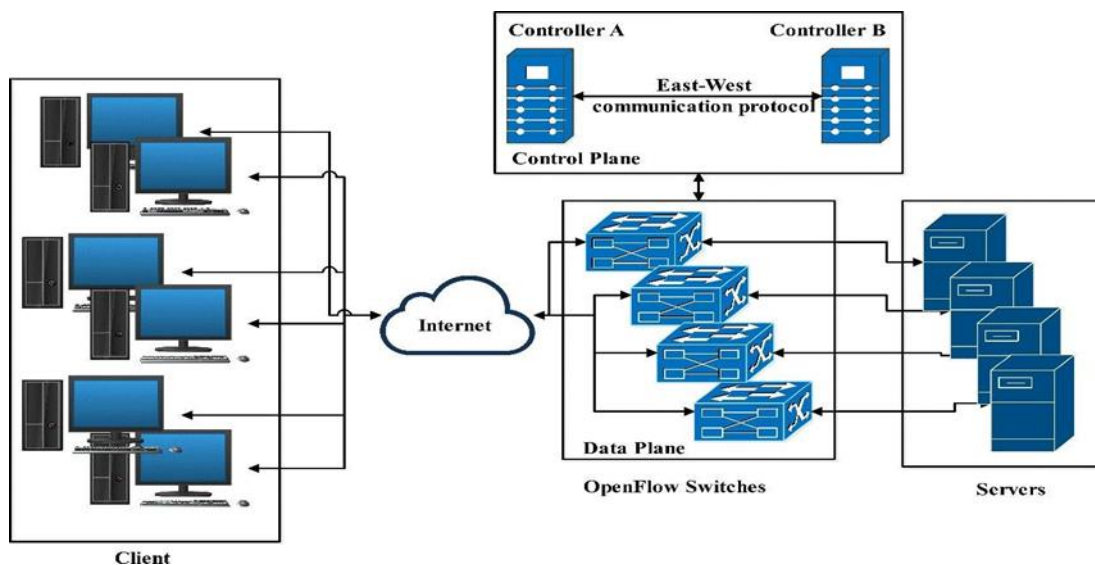 Controller A
Controller B
East-West
communication protocol
Control Plane
Internet
Data Plane
OpenFlow Switches
Servers
Client